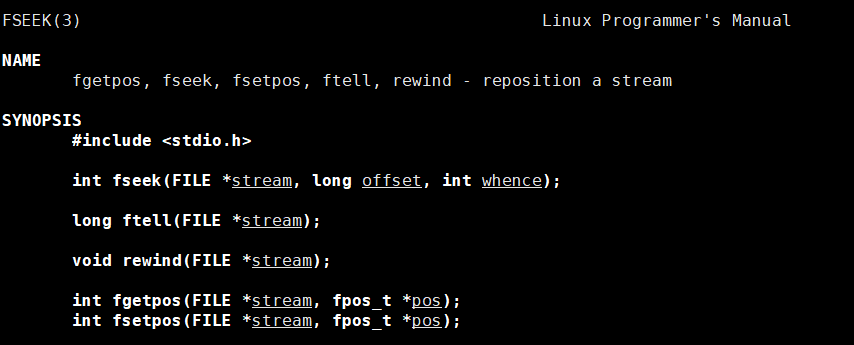 FSEEK(3) Linux Programmer's Manual
NAME
fgetpos, fseek, fsetpos, ftell, rewind - reposition a stream
SYNOPSIS
#include <stdio.h>
int fseek(FILE *stream, long offset, int whence);
long ftell(FILE *stream);
void rewind(FILE *stream);
int fgetpos(FILE *stream, fpos_t *pos);
int fsetpos(FILE *stream, fpos_t *pos);